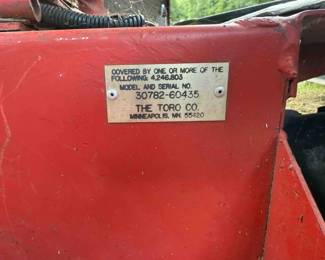 COVERED BY ONE OR MORE OF THE
FOLLOWING: 4,246,803
MODEL AND SERIAL NO.
30782-60435
THE TORO CO.
MINNEAPOLIS, MN. 55420